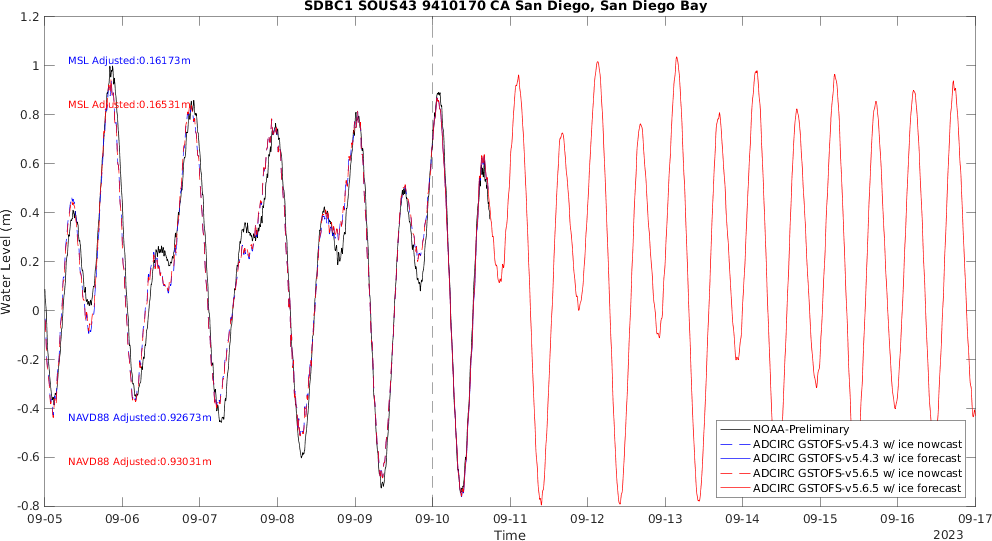 SDBC1 SOUS43 9410170 CA San Diego, San Diego Bay
1.2
1
0.8
0.6
0.4
0.2
0
-0.2
-0.4
-0.6
-0.8
Water Level (m)
MSL Adjusted:0.16173m
MSL Adjusted:0.16531m
NAVD88 Adjusted:0.92673m
NAVD88 Adjusted:0.93031m
NOAA-Preliminary
ADCIRC GSTOFS-v5.4.3 w/ ice nowcast
ADCIRC GSTOFS-v5.4.3 w/ ice forecast
ADCIRC GSTOFS-v5.6.5 w/ ice nowcast
ADCIRC GSTOFS-v5.6.5 w/ ice forecast
09-05 09-06 09-07 09-08 09-09 09-10 09-11 09-12 09-13 09-14 09-15 09-16 09-17
Time
2023